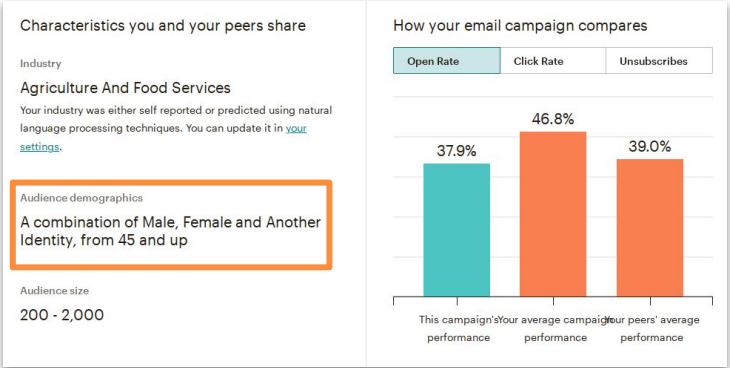 Characteristics you and your peers share
Industry
Agriculture And Food Services
Your industry was either self reported or predicted using natural
language processing techniques. You can update it in your
settings.
Audience demographics
A combination of Male, Female and Another
Identity, from 45 and up
Audience size
200 - 2,000
How your email campaign compares
Open Rate
Click Rate
Unsubscribes
37.9%
46.8%
39.0%
This campaign's
performance
Your average campaign
performance
Your peers' average
performance